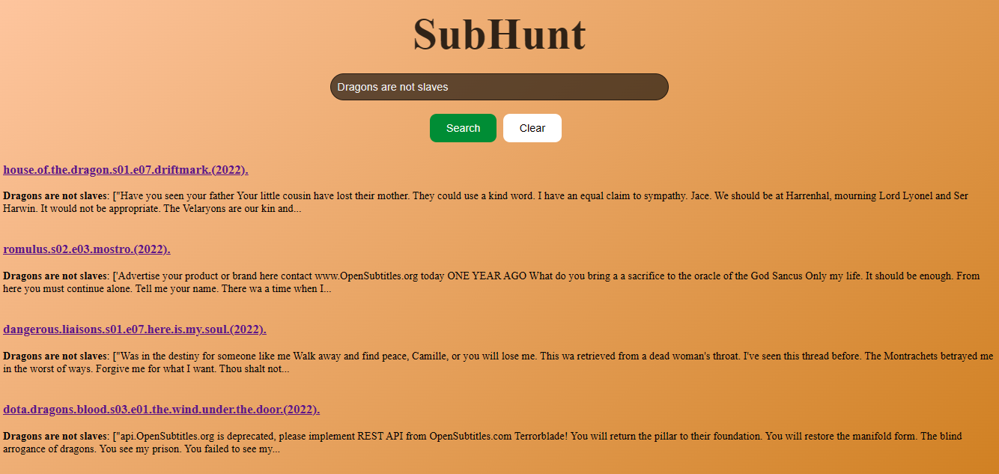 SubHunt
Dragons are not slaves
Search
Clear
house.of.the.dragon.s01.e07.driftmark.(2022).
Dragons are not slaves: ["Have you seen your father Your little cousin have lost their mother. They could use a kind word. I have an equal claim to sympathy. Jace. We should be at Harrenhal, mourning Lord Lyonel and Ser
Harwin. It would not be appropriate. The Velaryons are our kin and...
romulus.s02.e03.mostro.(2022).
Dragons are not slaves: ['Advertise your product or brand here contact www.OpenSubtitles.org today ONE YEAR AGO What do you bring a a sacrifice to the oracle of the God Sancus Only my life. It should be enough. From
here you must continue alone. Tell me your name. There wa a time when I...
dangerous.liaisons.s01.e07.here.is.my.soul.(2022).
Dragons are not slaves: ["Was in the destiny for someone like me Walk away and find peace, Camille, or you will lose me. This wa retrieved from a dead woman's throat. I've seen this thread before. The Montrachets betrayed me
in the worst of ways. Forgive me for what I want. Thou shalt not...
dota.dragons.blood.s03.e01.the.wind.under.the.door.(2022).
Dragons are not slaves: ["api.OpenSubtitles.org is deprecated, please implement REST API from OpenSubtitles.com Terrorblade! You will return the pillar to their foundation. You will restore the manifold form. The blind
arrogance of dragons. You see my prison. You failed to see my...